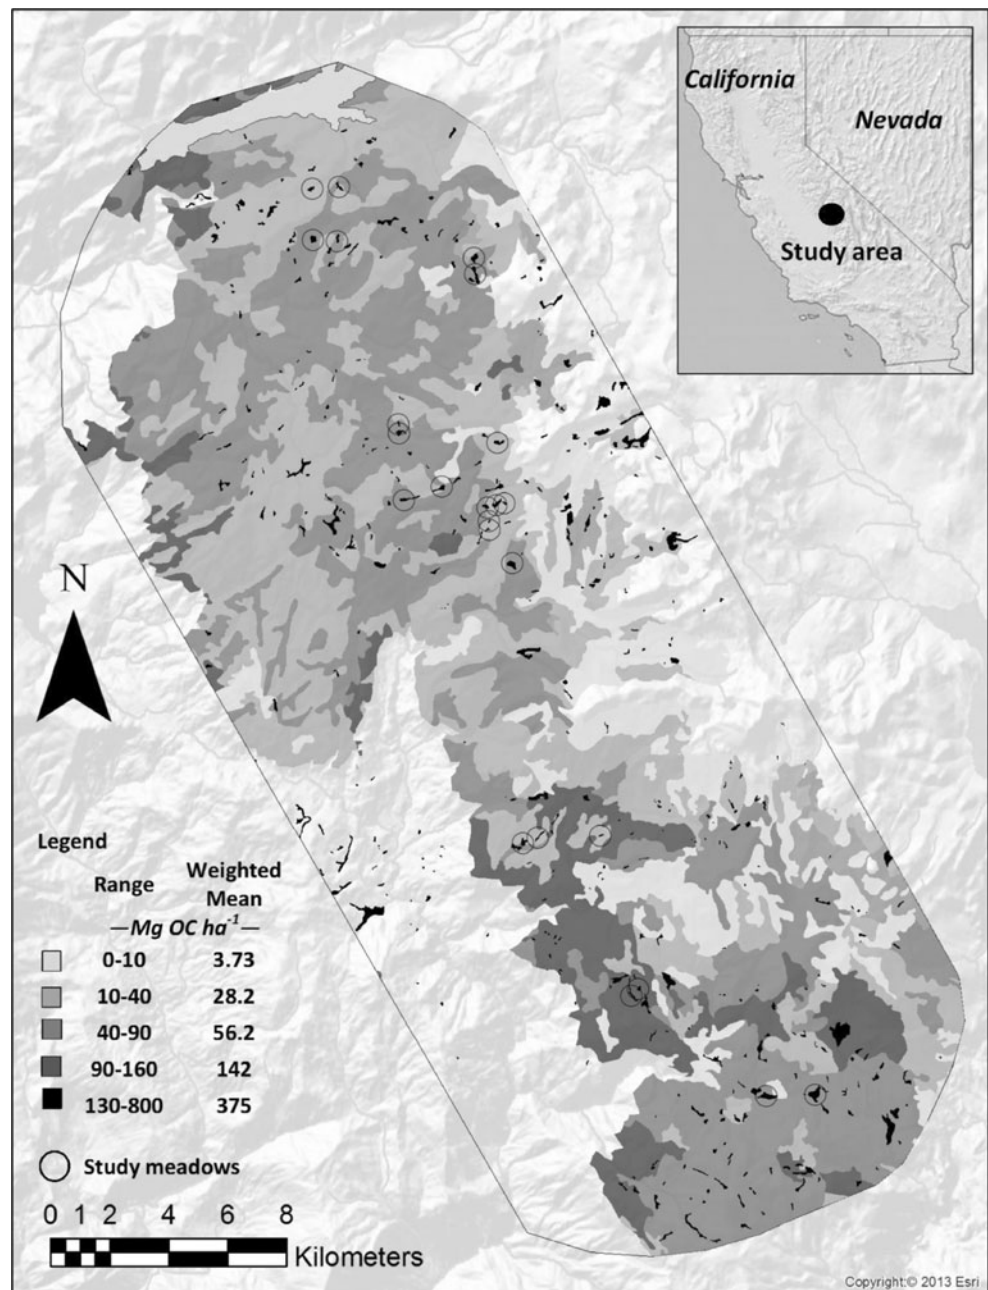 California
Nevada
Study area
N
Legend
Range Weighted Mean
—Mg OC ha⁻¹—
0-10 3.73
10-40 28.2
40-90 56.2
90-160 142
130-800 375
Study meadows
0 1 2 4 6 8
Kilometers
Copyright:© 2013 Esri